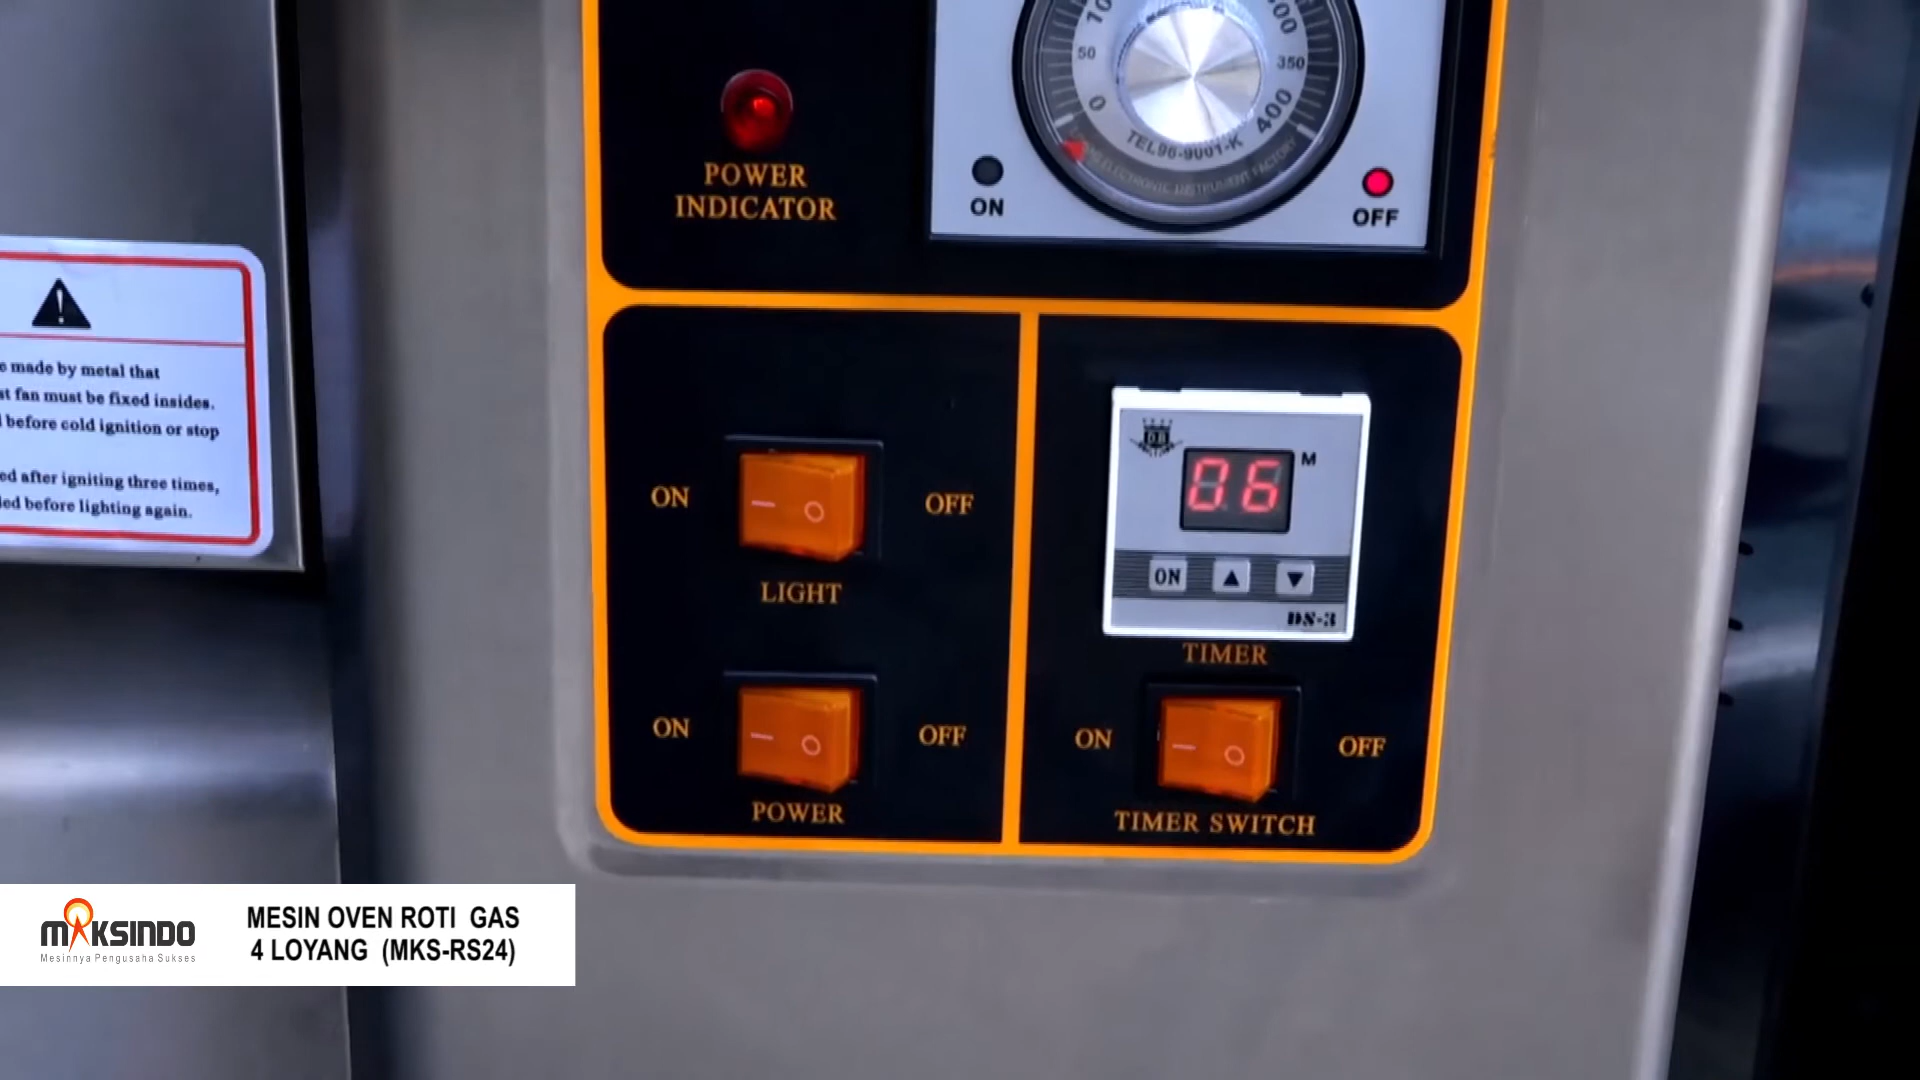 50
0
350
400
TEL96-9001-K
ELECTRONIC INSTRUMENT FACTORY
ON
OFF
POWER
INDICATOR
made by metal that
fan must be fixed insides.
before cold ignition or stop
after igniting three times,
before lighting again.
ON
OFF
LIGHT
ON
OFF
POWER
06
M
ON
DS-3
TIMER
ON
OFF
TIMER SWITCH
MAKSINDO
Mesinnya Pengusaha Sukses
MESIN OVEN ROTI GAS
4 LOYANG (MKS-RS24)